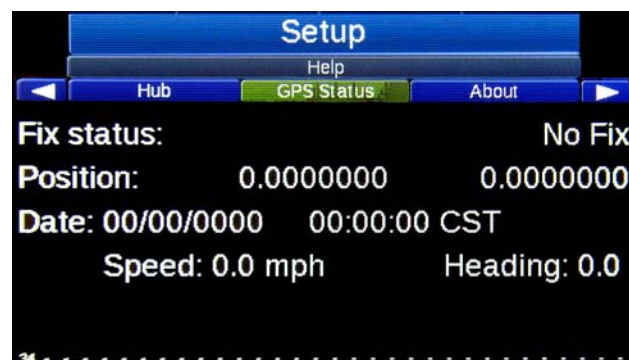 Setup
Help
Hub GPS Status About
Fix status: No Fix
Position: 0.0000000 0.0000000
Date: 00/00/0000 00:00:00 CST
Speed: 0.0 mph Heading: 0.0